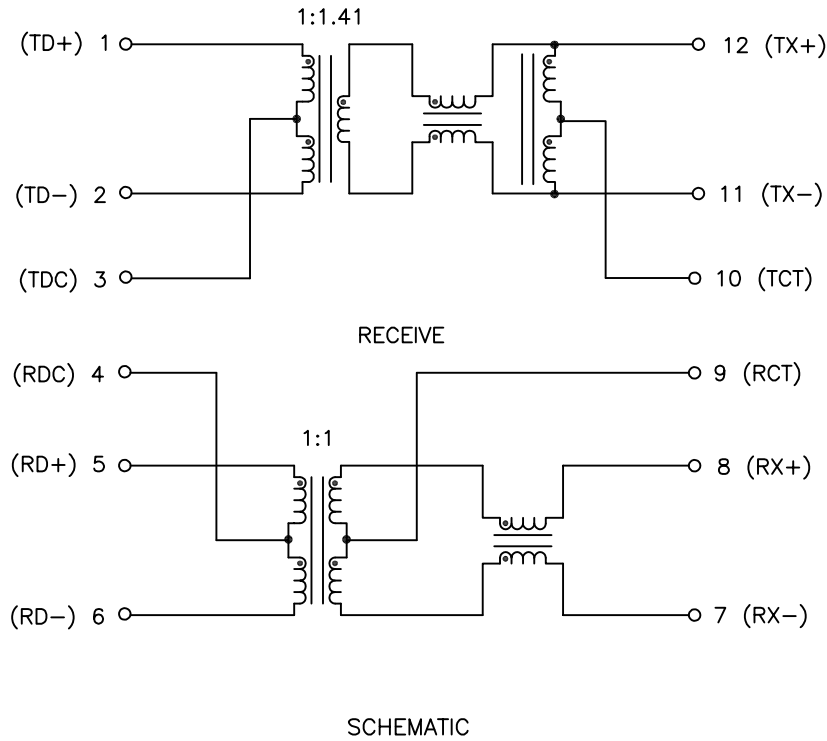 1:1.41
(TD+) 1
12 (TX+)
(TD-) 2
11 (TX-)
(TDC) 3
10 (TCT)
RECEIVE
(RDC) 4
9 (RCT)
1:1
(RD+) 5
8 (RX+)
(RD-) 6
7 (RX-)
SCHEMATIC